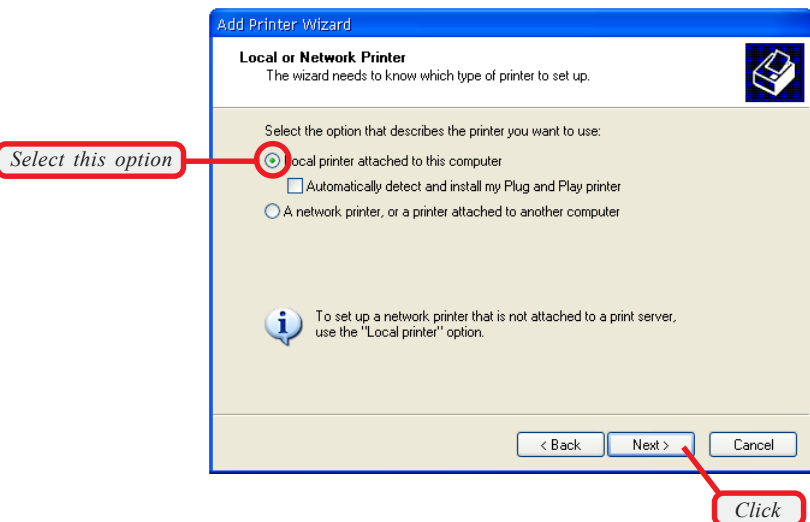 Add Printer Wizard
Local or Network Printer
The wizard needs to know which type of printer to set up.
Select the option that describes the printer you want to use:
Select this option
Local printer attached to this computer
Automatically detect and install my Plug and Play printer
A network printer, or a printer attached to another computer
To set up a network printer that is not attached to a print server,
use the "Local printer" option.
< Back
Next >
Cancel
Click